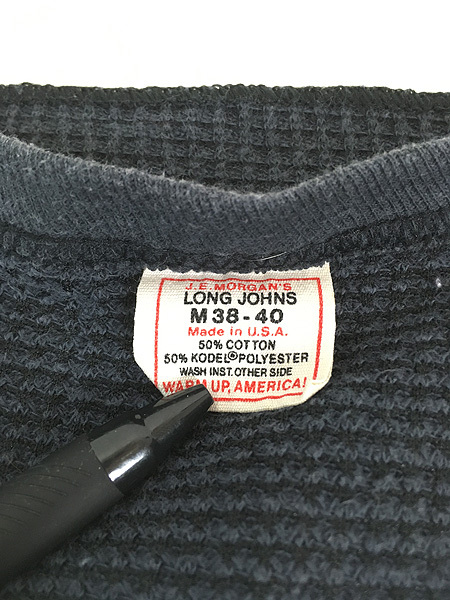 J.E. MORGAN'S
LONG JOHNS
M 38-40
Made in U.S.A.
50% COTTON
50% KODEL® POLYESTER
WASH INST. OTHER SIDE
WARM UP, AMERICA!